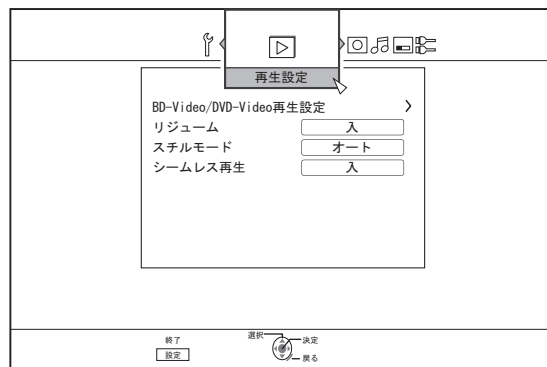 再生設定
BD-Video/DVD-Video再生設定
リジューム 入
スチルモード オート
シームレス再生 入
終了
設定
選択
決定
戻る